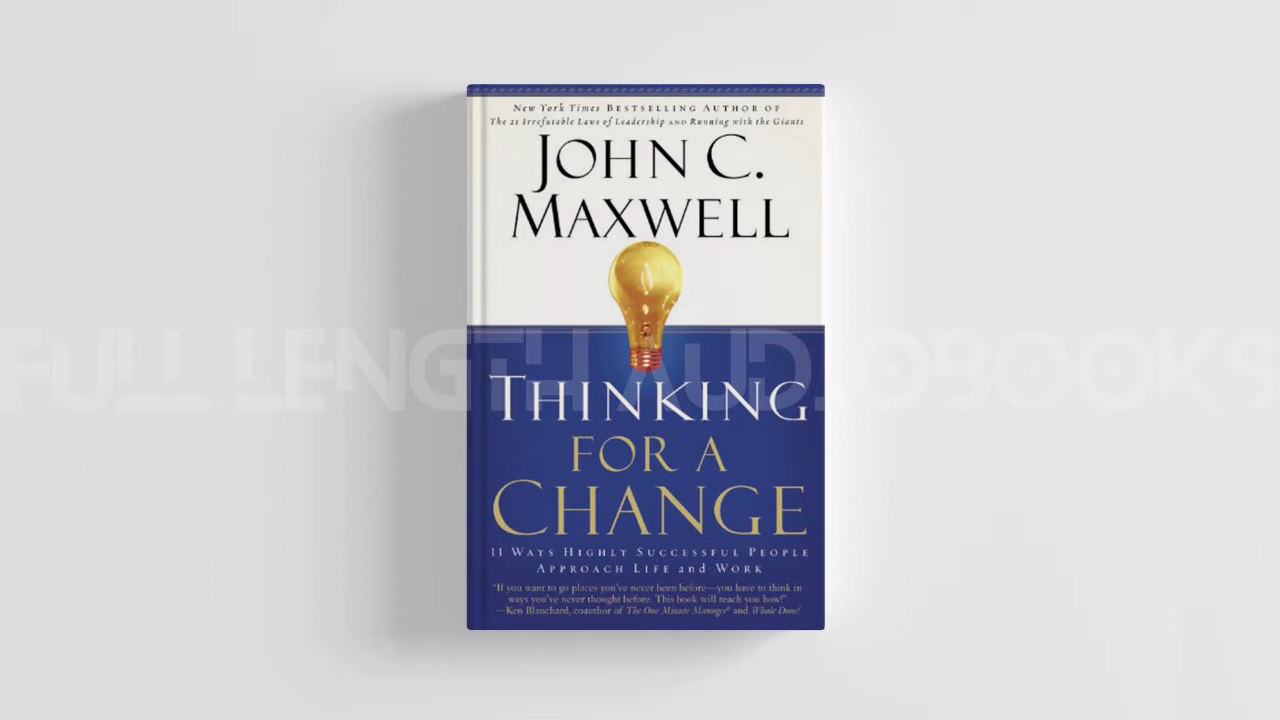 New York Times BESTSELLING AUTHOR OF
The 21 Irrefutable Laws of Leadership AND Running with the Giants
JOHN C.
MAXWELL
FULL LENGTH AUDIOBOOKS
THINKING
FOR A
CHANGE
11 WAYS HIGHLY SUCCESSFUL PEOPLE
APPROACH LIFE and WORK
"If you want to go places you've never been before—you have to think in
ways you've never thought before. This book will teach you how!"
—Ken Blanchard, coauthor of The One Minute Manager® and Whale Done!